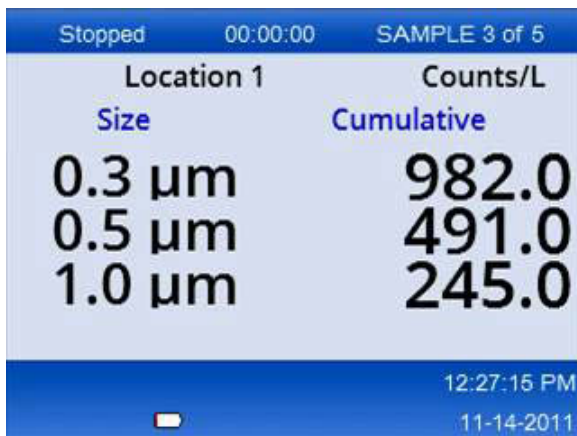 Stopped 00:00:00 SAMPLE 3 of 5
Location 1 Counts/L
Size Cumulative
0.3 µm 982.0
0.5 µm 491.0
1.0 µm 245.0
12:27:15 PM
11-14-2011